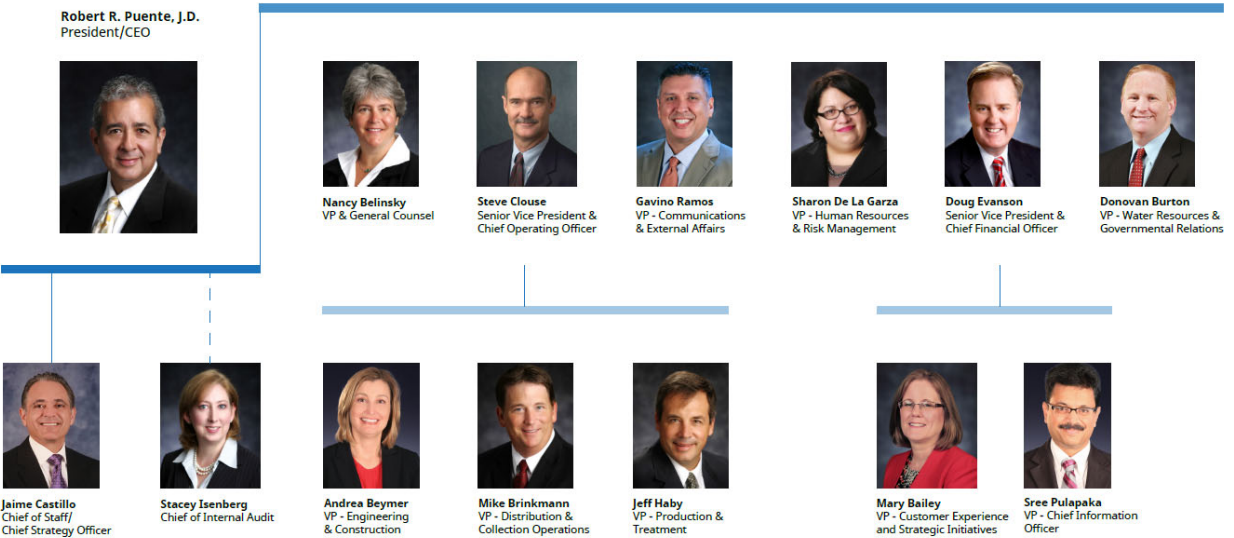 Robert R. Puente, J.D.
President/CEO
Nancy Belinsky
VP & General Counsel
Steve Clouse
Senior Vice President &
Chief Operating Officer
Gavino Ramos
VP - Communications
& External Affairs
Sharon De La Garza
VP - Human Resources
& Risk Management
Doug Evanson
Senior Vice President &
Chief Financial Officer
Donovan Burton
VP - Water Resources &
Governmental Relations
Jaime Castillo
Chief of Staff/
Chief Strategy Officer
Stacey Isenberg
Chief of Internal Audit
Andrea Beymer
VP - Engineering
& Construction
Mike Brinkmann
VP - Distribution &
Collection Operations
Jeff Haby
VP - Production &
Treatment
Mary Bailey
VP - Customer Experience
and Strategic Initiatives
Sree Pulapaka
VP - Chief Information
Officer